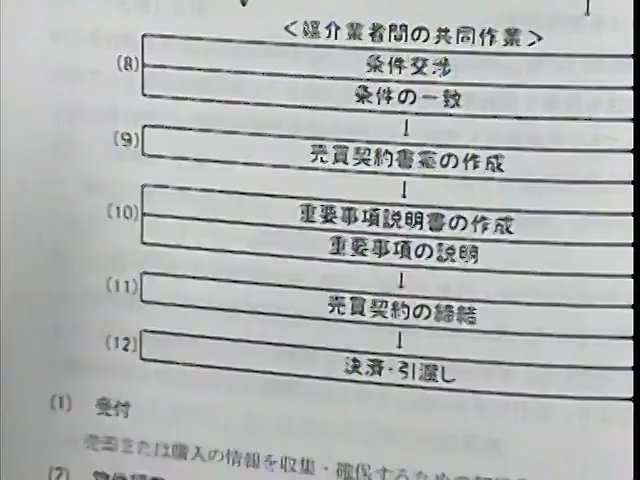 <媒介業者間の共同作業>
(8) 条件交渉
条件の一致
↓
(9) 売買契約書案の作成
↓
(10) 重要事項説明書の作成
重要事項の説明
↓
(11) 売買契約の締結
↓
(12) 決済・引渡し
(1) 受付
売却または購入の情報を収集・確保するための
(2)